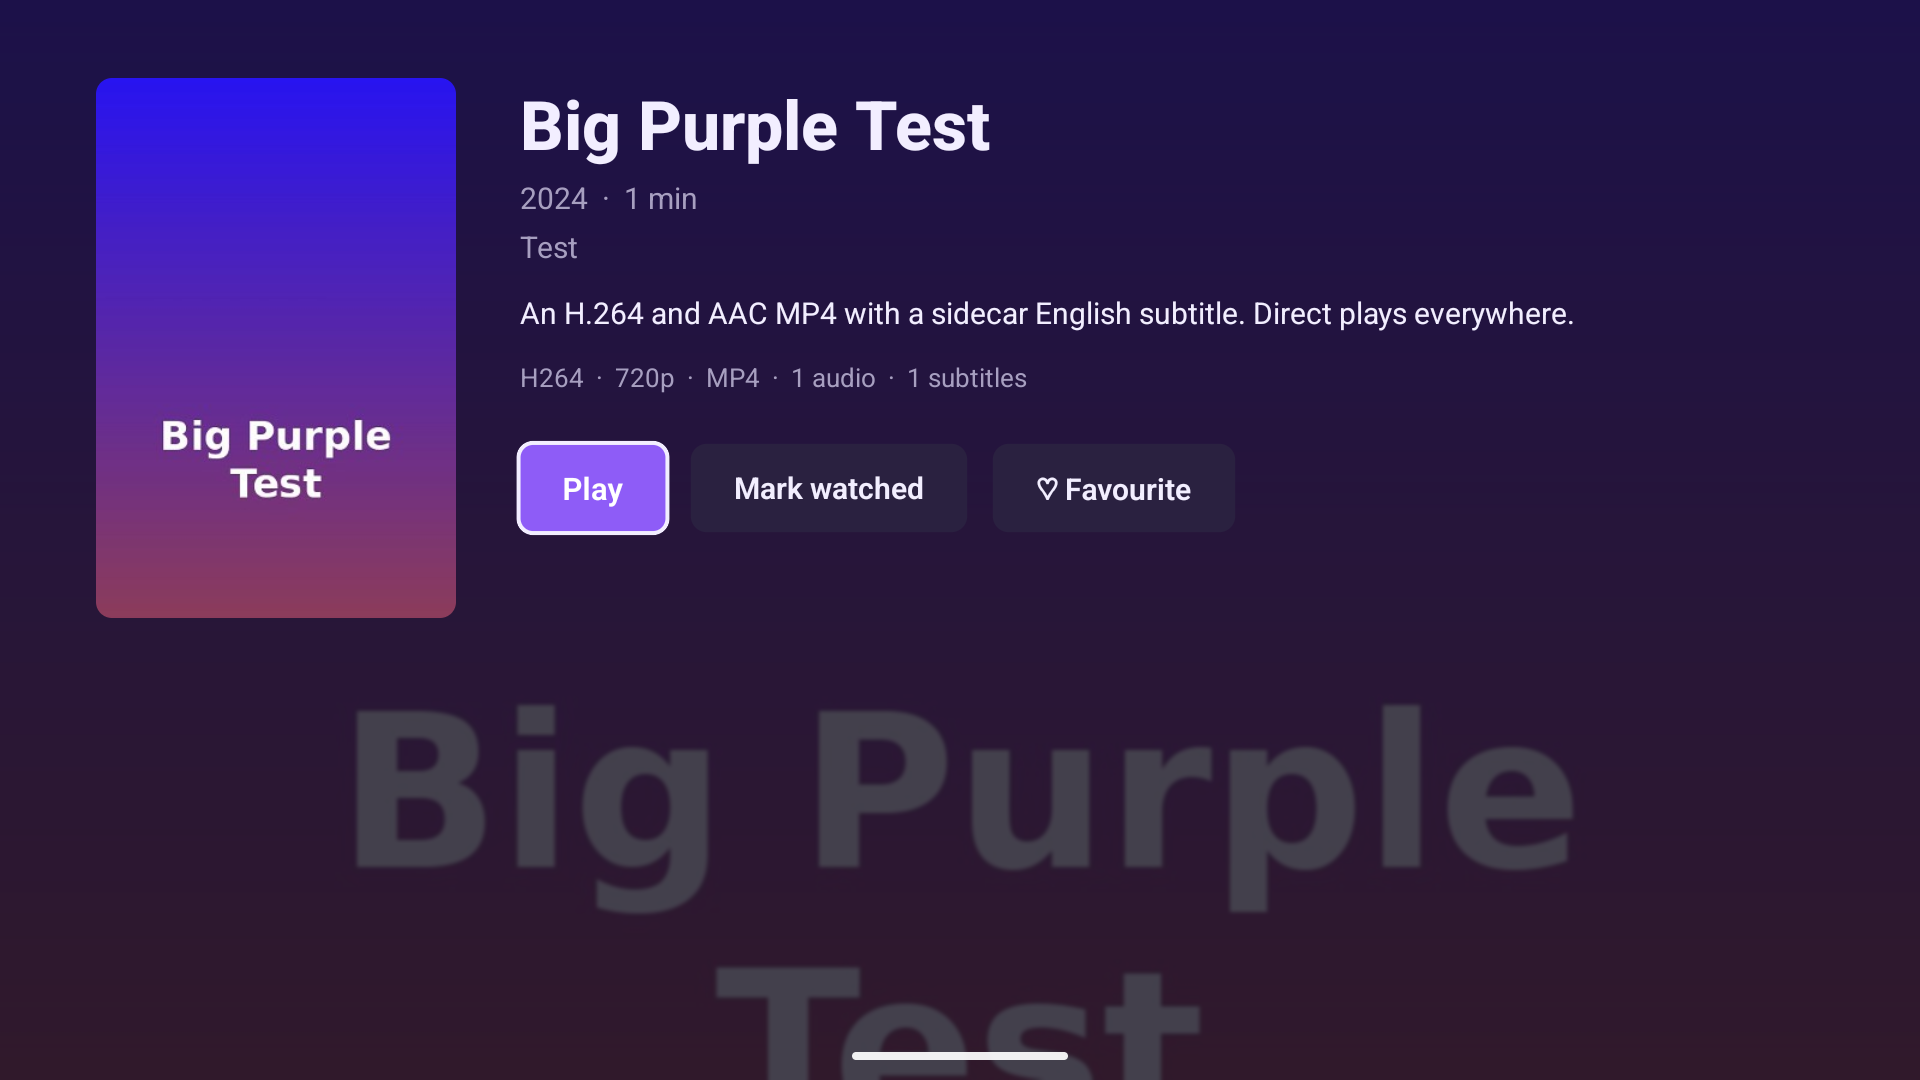 Big Purple
Test
Big Purple Test
2024 · 1 min
Test
An H.264 and AAC MP4 with a sidecar English subtitle. Direct plays everywhere.
H264 · 720p · MP4 · 1 audio · 1 subtitles
Play
Mark watched
♡ Favourite
Big Purple
Test